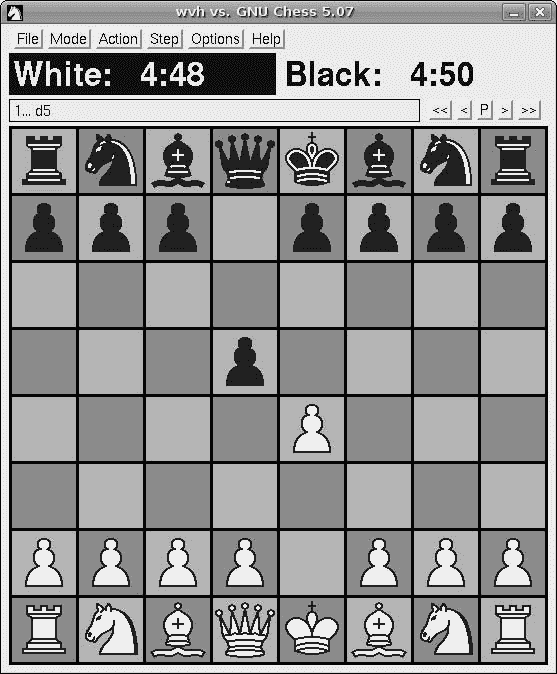 wvh vs. GNU Chess 5.07
File Mode Action Step Options Help
White: 4:48 Black: 4:50
1... d5 << < P > >>